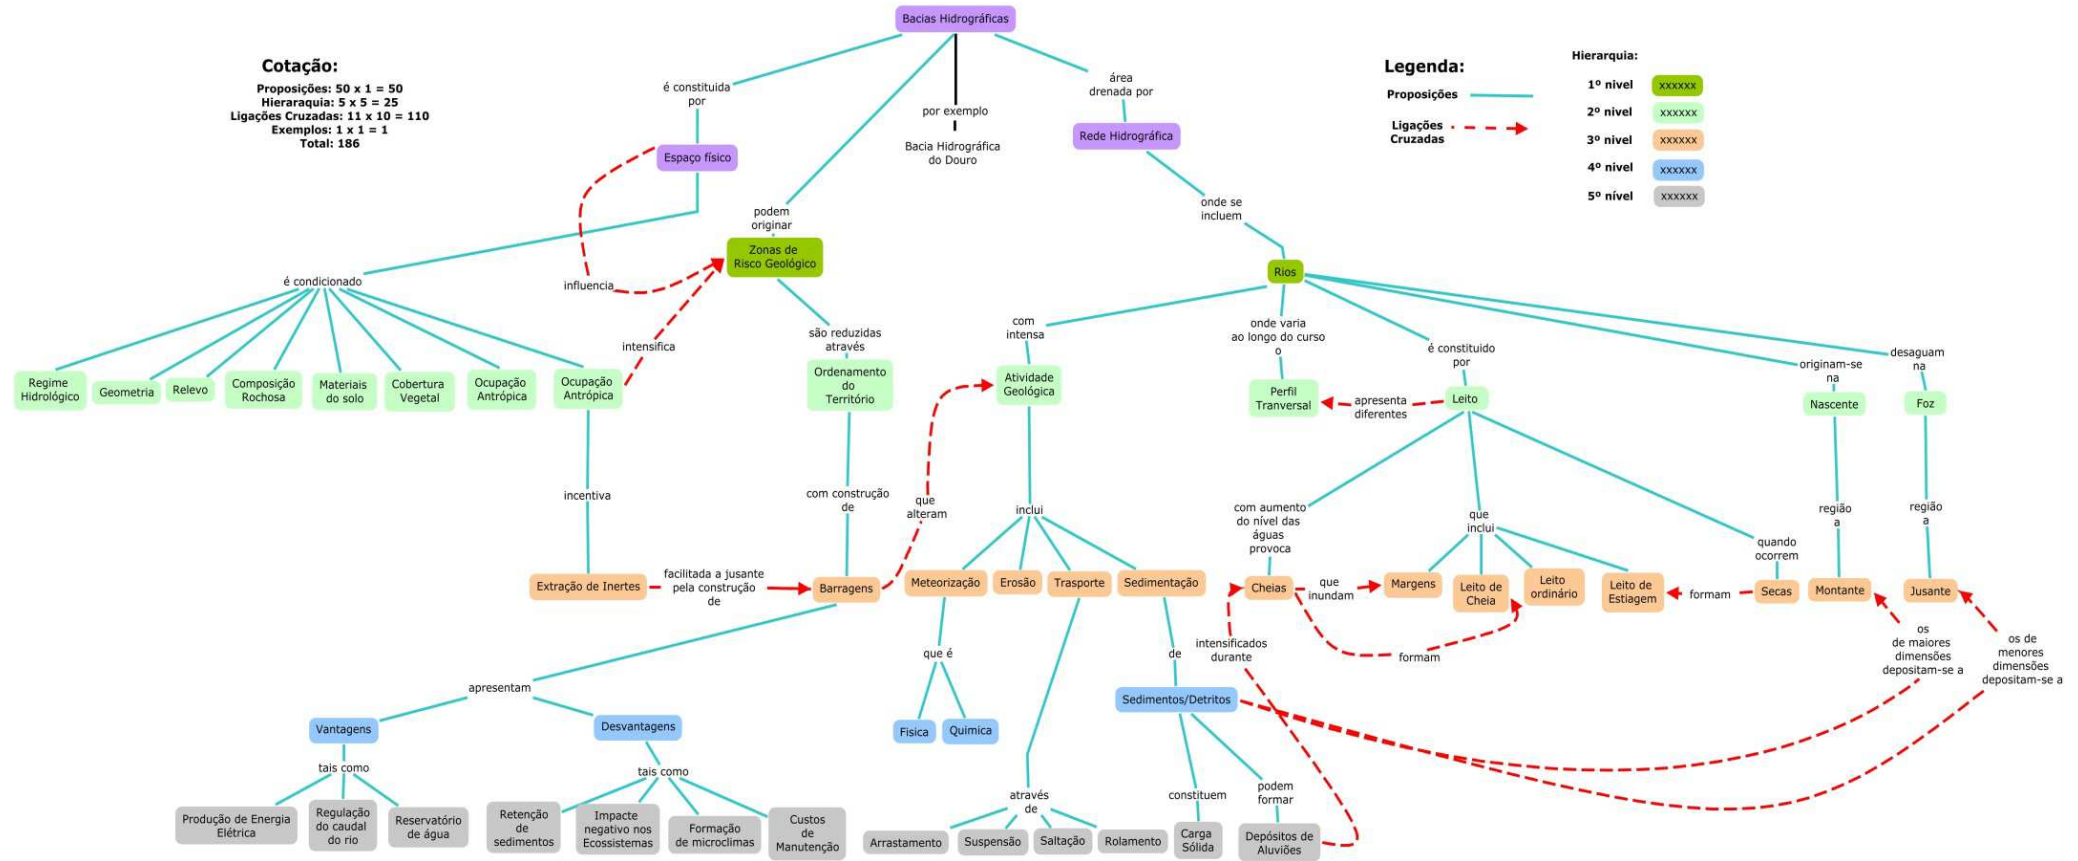 Bacias Hidrográficas
Cotação:
Proposições: 50 x 1 = 50
Hieraraquia: 5 x 5 = 25
Ligações Cruzadas: 11 x 10 = 110
Exemplos: 1 x 1 = 1
Total: 186
Legenda:
Proposições
Ligações
Cruzadas
Hierarquia:
1º nivel
xxxxxx
2º nivel
xxxxxx
3º nivel
xxxxxx
4º nivel
xxxxxx
5º nível
xxxxxx
é constituida
por
por exemplo
área
drenada por
Espaço físico
Bacia Hidrográfica
do Douro
Rede Hidrográfica
podem
originar
onde se
incluem
Zonas de
Risco Geológico
Rios
é condicionado
influencia
intensifica
são reduzidas
através
com
intensa
onde varia
ao longo do curso
o
é constituido
por
originam-se
na
desaguam
na
Regime
Hidrológico
Geometria
Relevo
Composição
Rochosa
Materiais
do solo
Cobertura
Vegetal
Ocupação
Antrópica
Ocupação
Antrópica
Ordenamento
do
Território
Atividade
Geológica
Perfil
Tranversal
apresenta
diferentes
Leito
Nascente
Foz
incentiva
com construção
de
que
alteram
inclui
com aumento
do nível das
águas
provoca
que
inclui
quando
ocorrem
região
a
região
a
Extração de Inertes
facilitada a jusante
pela construção
de
Barragens
Meteorização
Erosão
Trasporte
Sedimentação
Cheias
que
inundam
Margens
Leito de
Cheia
Leito
ordinário
Leito de
Estiagem
formam
Secas
Montante
Jusante
que é
de
intensificados
durante
formam
os
de maiores
dimensões
depositam-se a
os de
menores
dimensões
depositam-se a
apresentam
Vantagens
Desvantagens
Fisica
Quimica
Sedimentos/Detritos
tais como
tais como
através
de
constituem
podem
formar
Produção de Energia
Elétrica
Regulação
do caudal
do rio
Reservatório
de água
Retenção
de
sedimentos
Impacte
negativo nos
Ecossistemas
Formação
de microclimas
Custos
de
Manutenção
Arrastamento
Suspensão
Saltação
Rolamento
Carga
Sólida
Depósitos de
Aluviões